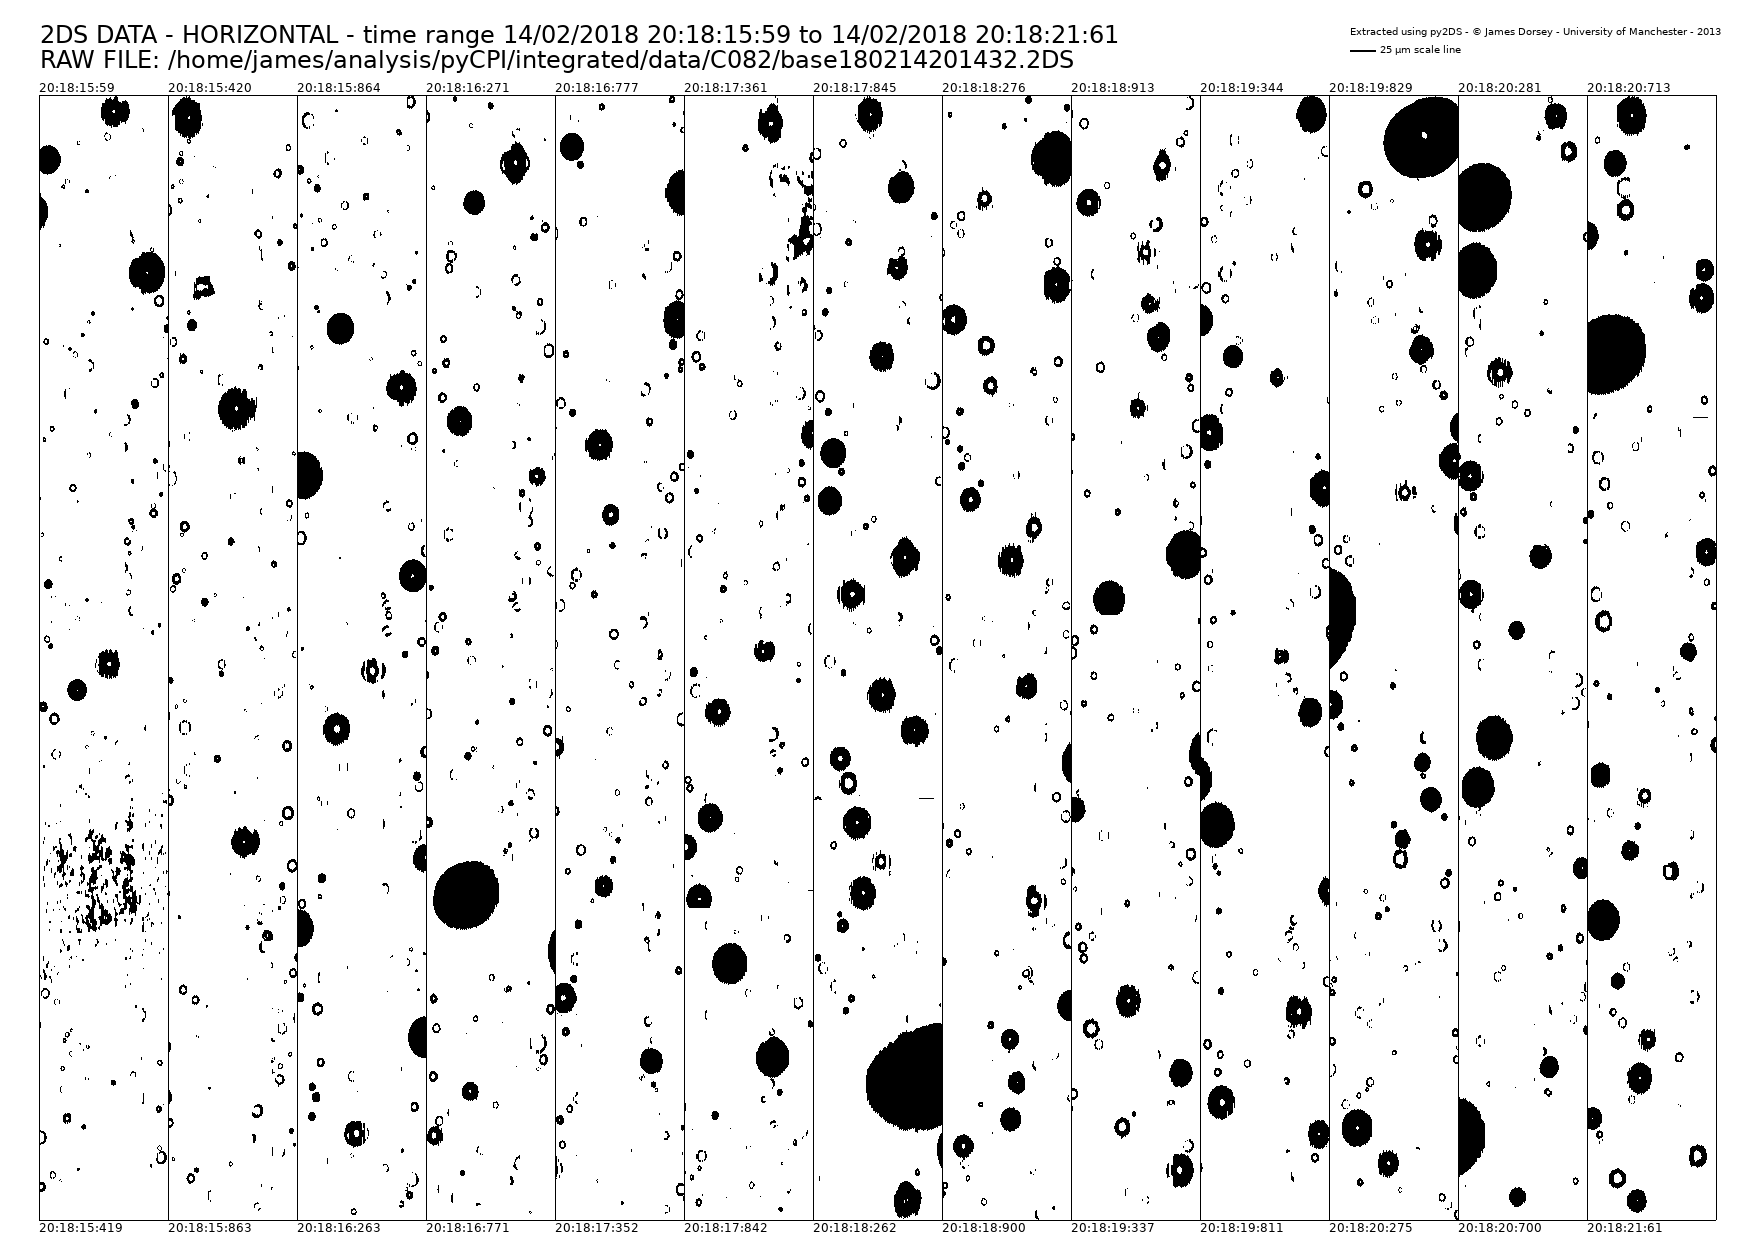 2DS DATA - HORIZONTAL - time range 14/02/2018 20:18:15:59 to 14/02/2018 20:18:21:61
RAW FILE: /home/james/analysis/pyCPI/integrated/data/C082/base180214201432.2DS
Extracted using py2DS - © James Dorsey - University of Manchester - 2013
25 µm scale line
20:18:15:59 20:18:15:420 20:18:15:864 20:18:16:271 20:18:16:777 20:18:17:361 20:18:17:845 20:18:18:276 20:18:18:913 20:18:19:344 20:18:19:829 20:18:20:281 20:18:20:713
20:18:15:419 20:18:15:863 20:18:16:263 20:18:16:771 20:18:17:352 20:18:17:842 20:18:18:262 20:18:18:900 20:18:19:337 20:18:19:811 20:18:20:275 20:18:20:700 20:18:21:61